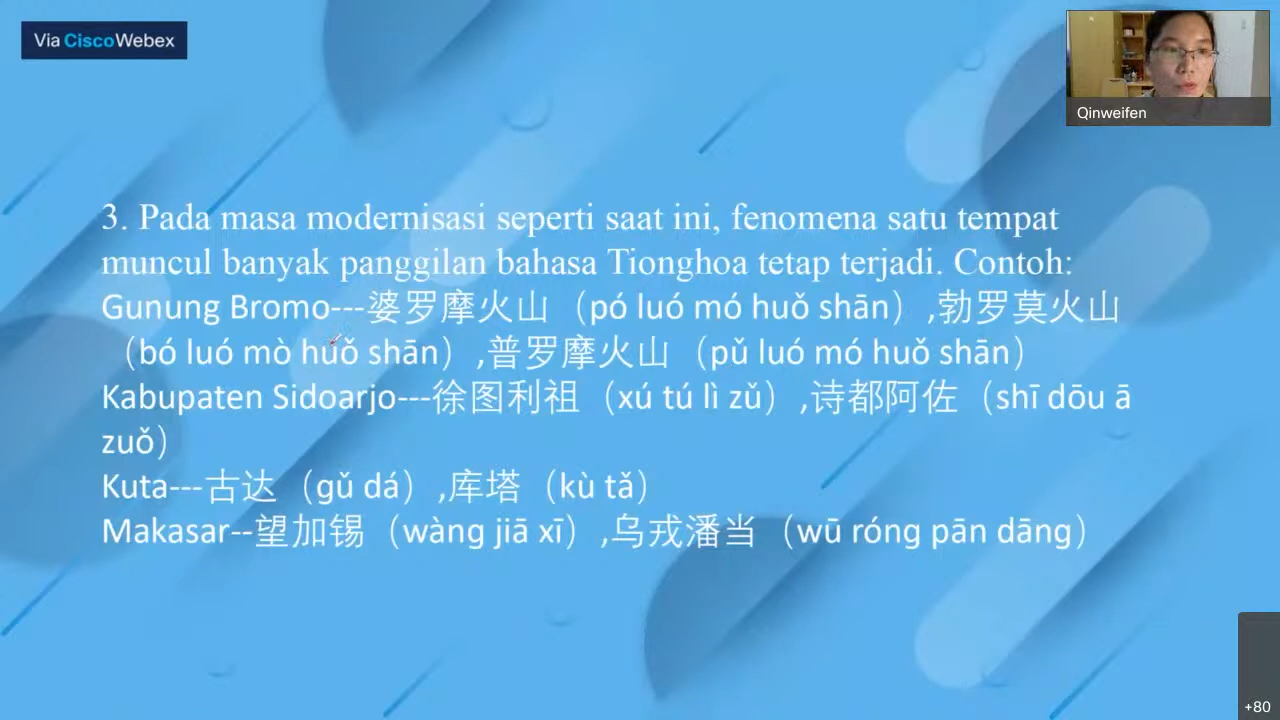 Via Cisco Webex
Qinweifen
3. Pada masa modernisasi seperti saat ini, fenomena satu tempat
muncul banyak panggilan bahasa Tionghoa tetap terjadi. Contoh:
Gunung Bromo---婆罗摩火山（pó luó mó huǒ shān）,勃罗莫火山
（bó luó mò huǒ shān）,普罗摩火山（pǔ luó mó huǒ shān）
Kabupaten Sidoarjo---徐图利祖（xú tú lì zǔ）,诗都阿佐（shī dōu ā
zuǒ）
Kuta---古达（gǔ dá）,库塔（kù tǎ）
Makasar--望加锡（wàng jiā xī）,乌戎潘当（wū róng pān dāng）
+80